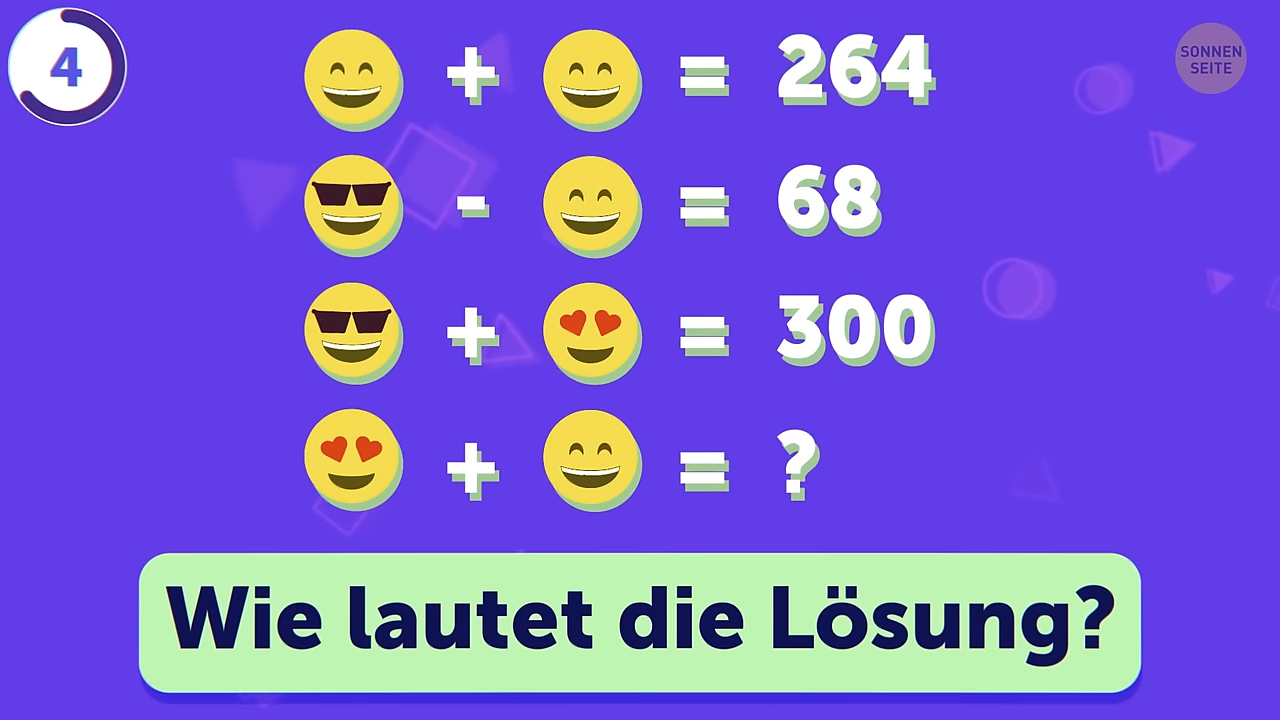 4
😄 + 😄 = 264
SONNEN
SEITE
😎 - 😄 = 68
😎 + 😍 = 300
😍 + 😄 = ?
Wie lautet die Lösung?